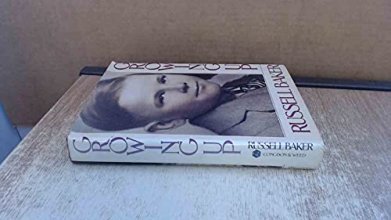 GROWING UP
RUSSELL BAKER
GROWING UP
RUSSELL BAKER
CONGDON & WEED